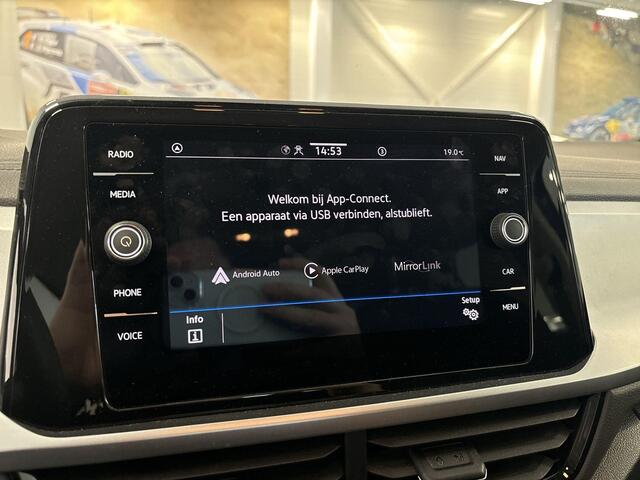 RADIO
MEDIA
PHONE
VOICE
14:53
3
19.0 °C
Welkom bij App-Connect.
Een apparaat via USB verbinden, alstublieft.
Android Auto
Apple CarPlay
MirrorLink
Info
Setup
NAV
APP
CAR
MENU